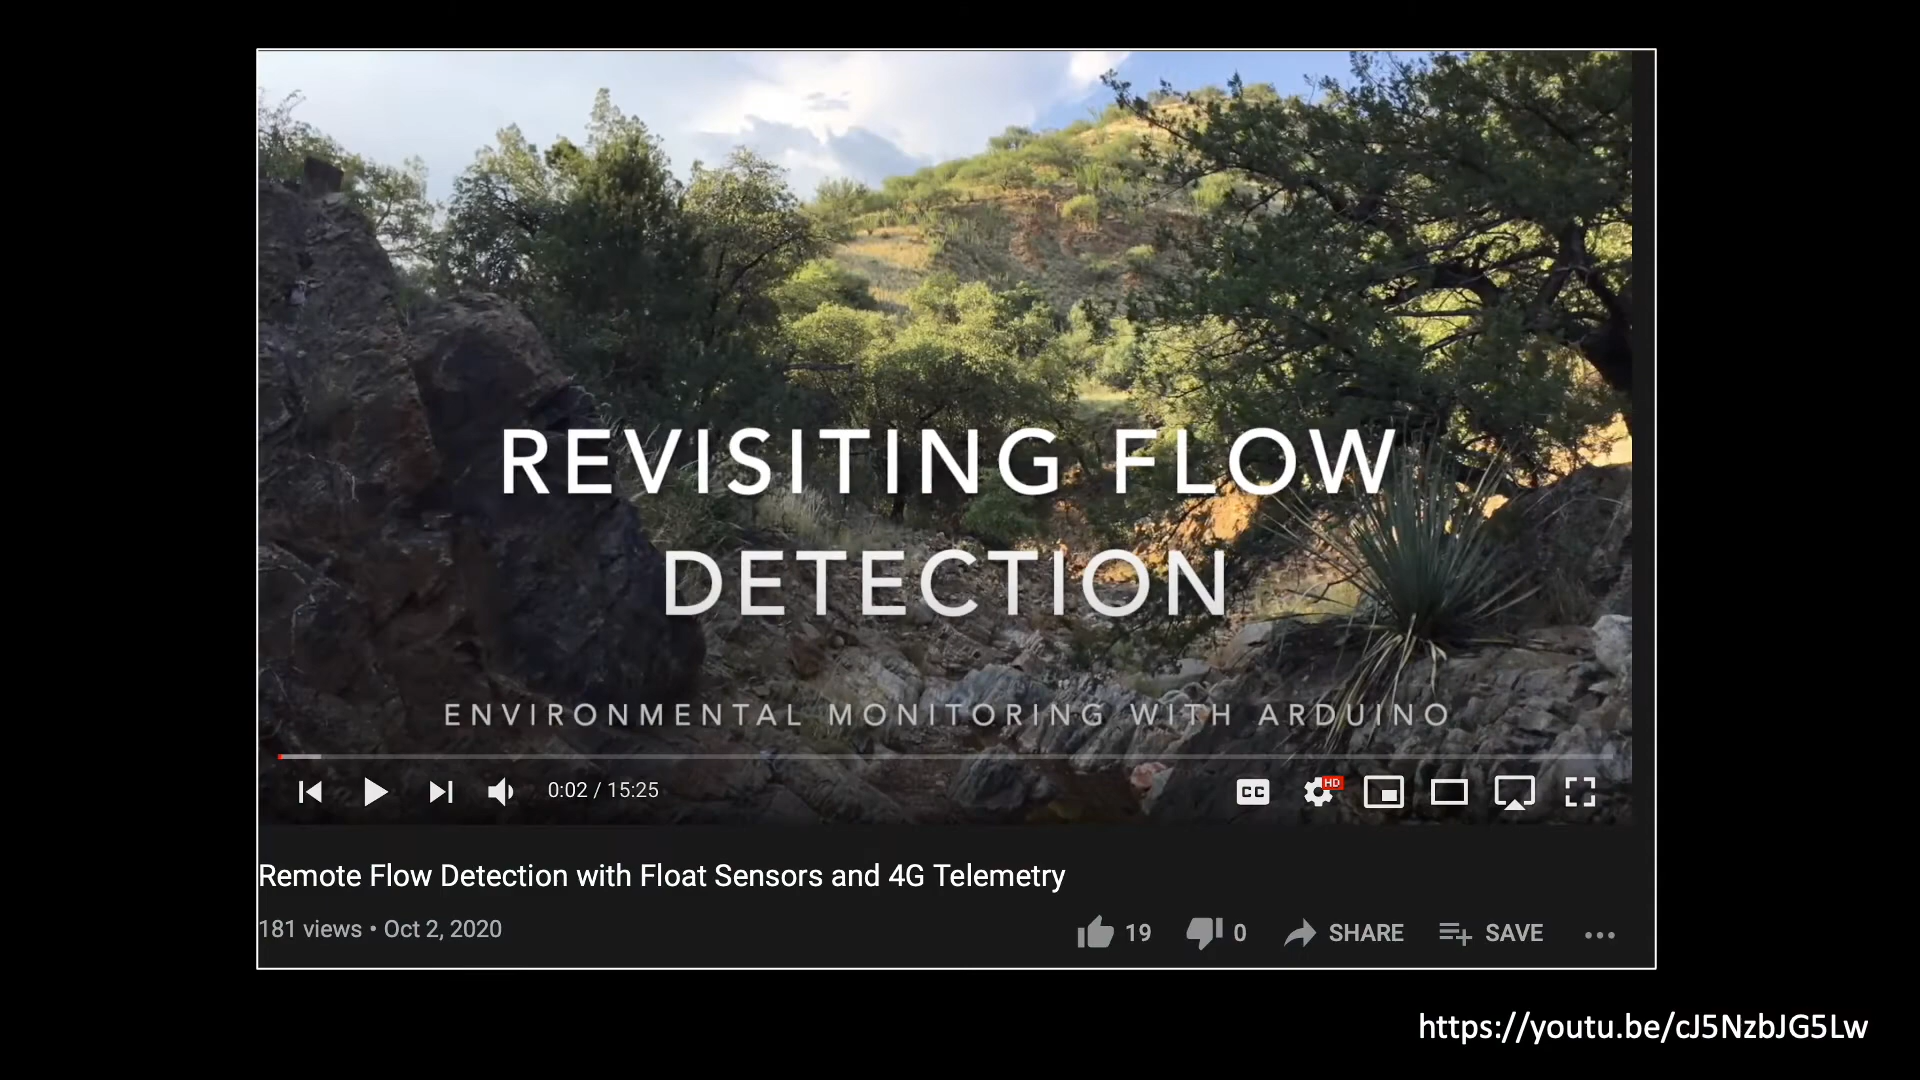 REVISITING FLOW
DETECTION
ENVIRONMENTAL MONITORING WITH ARDUINO
0:02 / 15:25
CC
HD
Remote Flow Detection with Float Sensors and 4G Telemetry
181 views • Oct 2, 2020
19
0
SHARE
SAVE
https://youtu.be/cJ5NzbJG5Lw